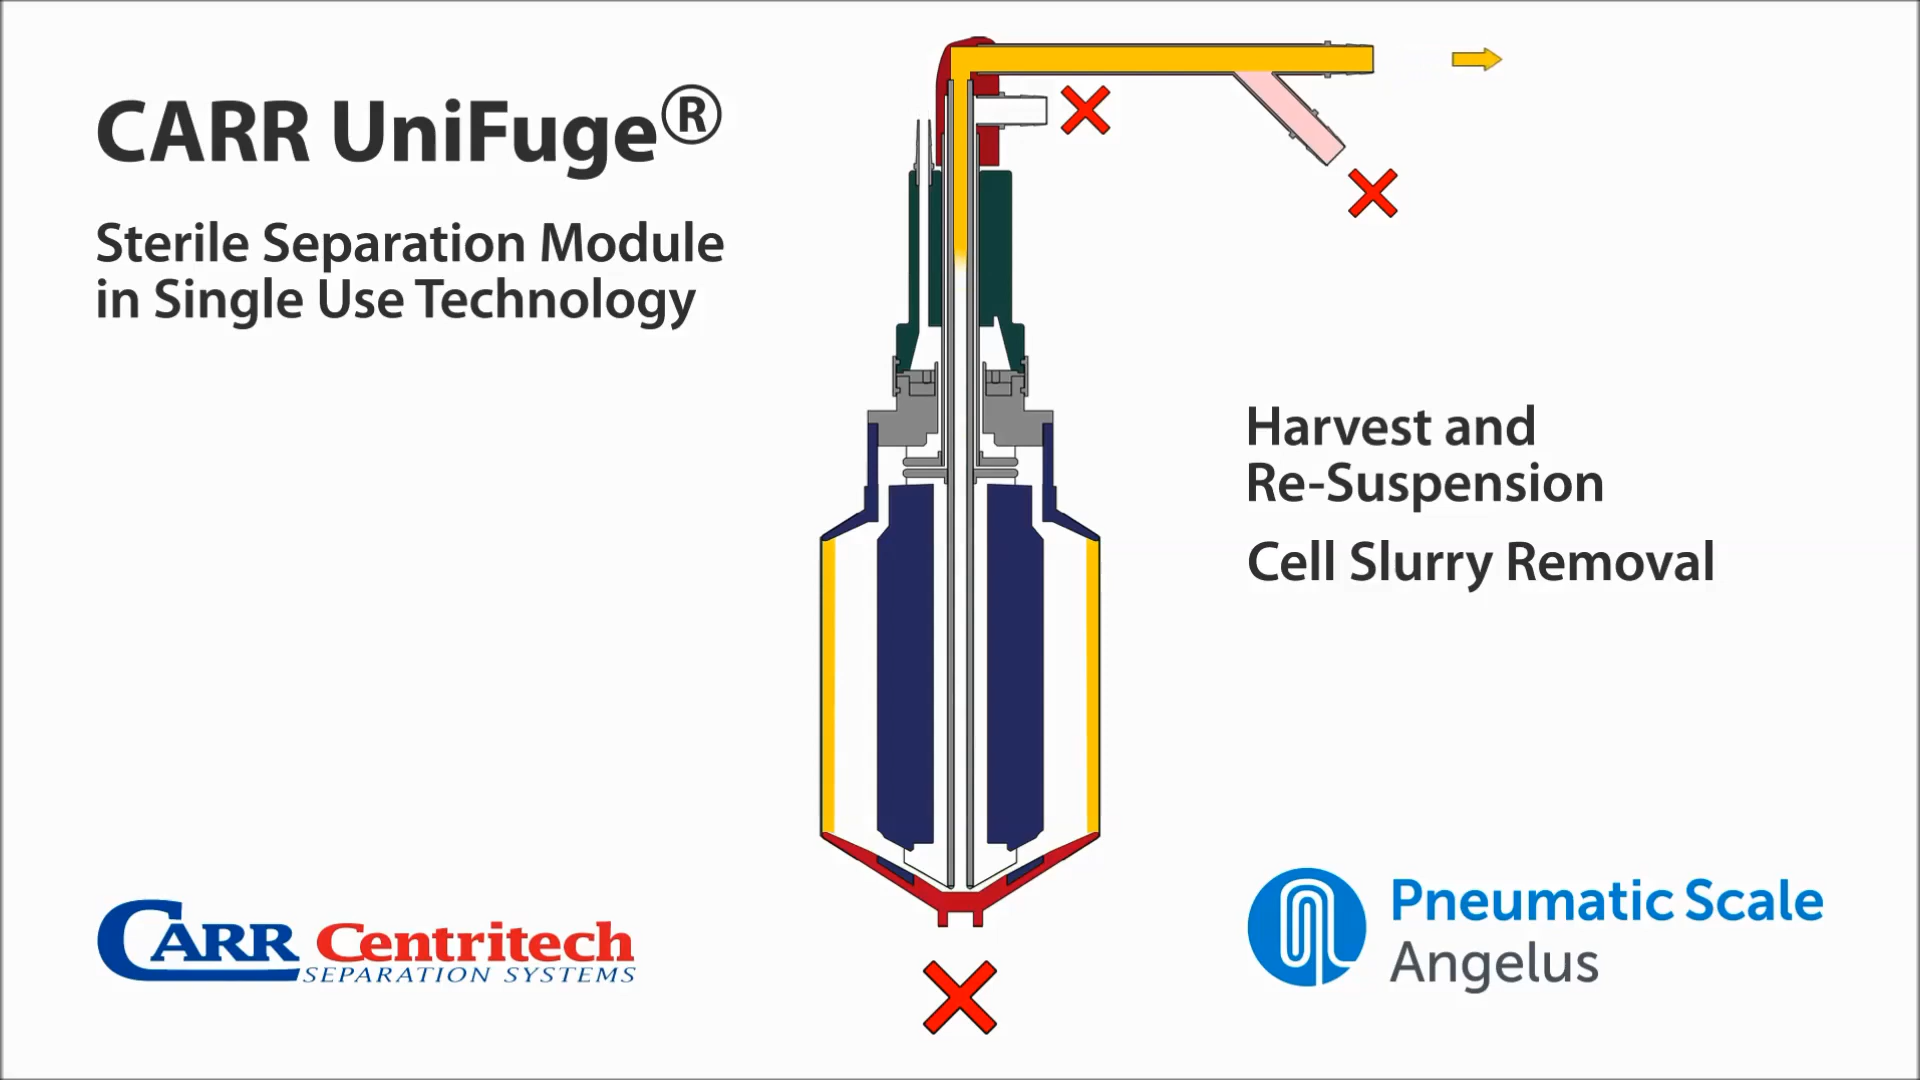 CARR UniFuge®
Sterile Separation Module
in Single Use Technology
Harvest and
Re-Suspension
Cell Slurry Removal
CARR Centritech
SEPARATION SYSTEMS
Pneumatic Scale
Angelus